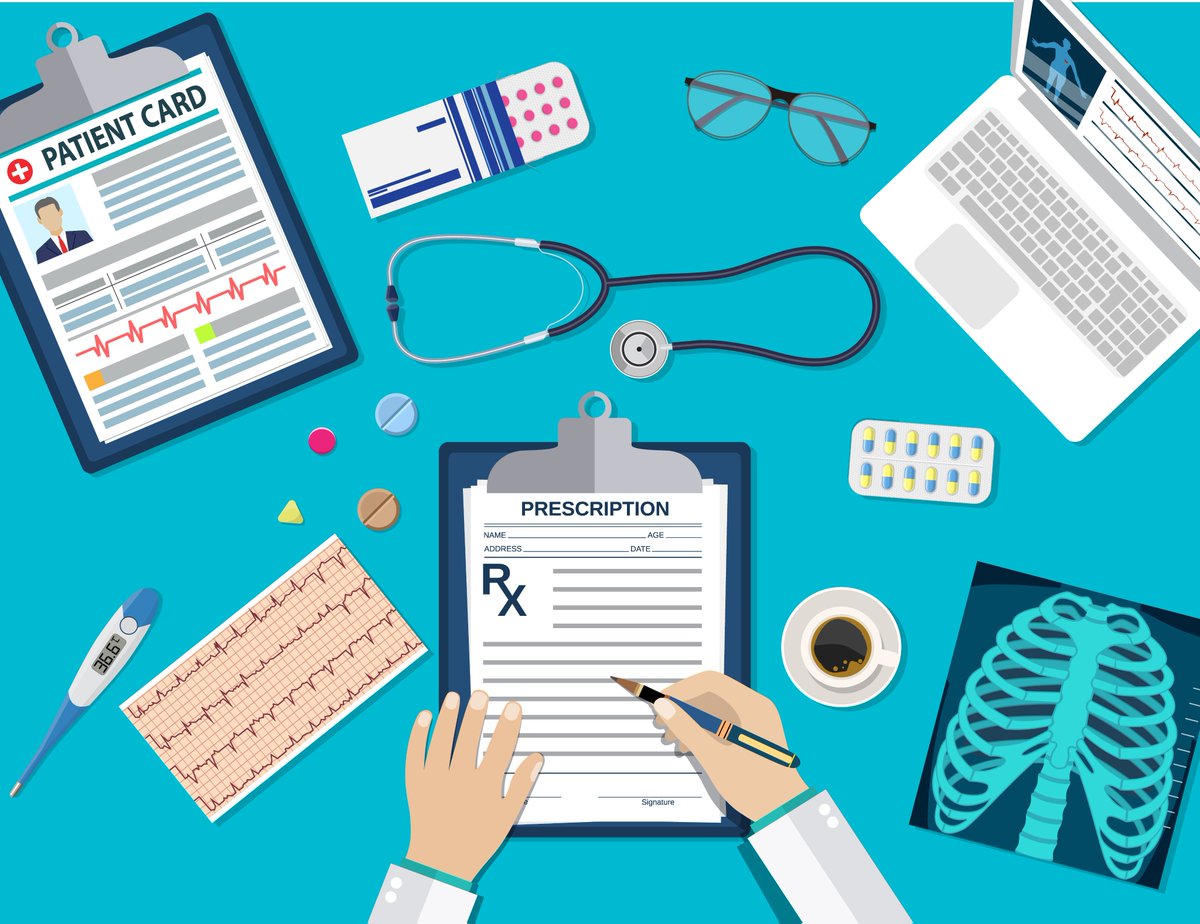 PATIENT CARD
PRESCRIPTION
NAME AGE
ADDRESS DATE
Rx
36.6°C
Signature